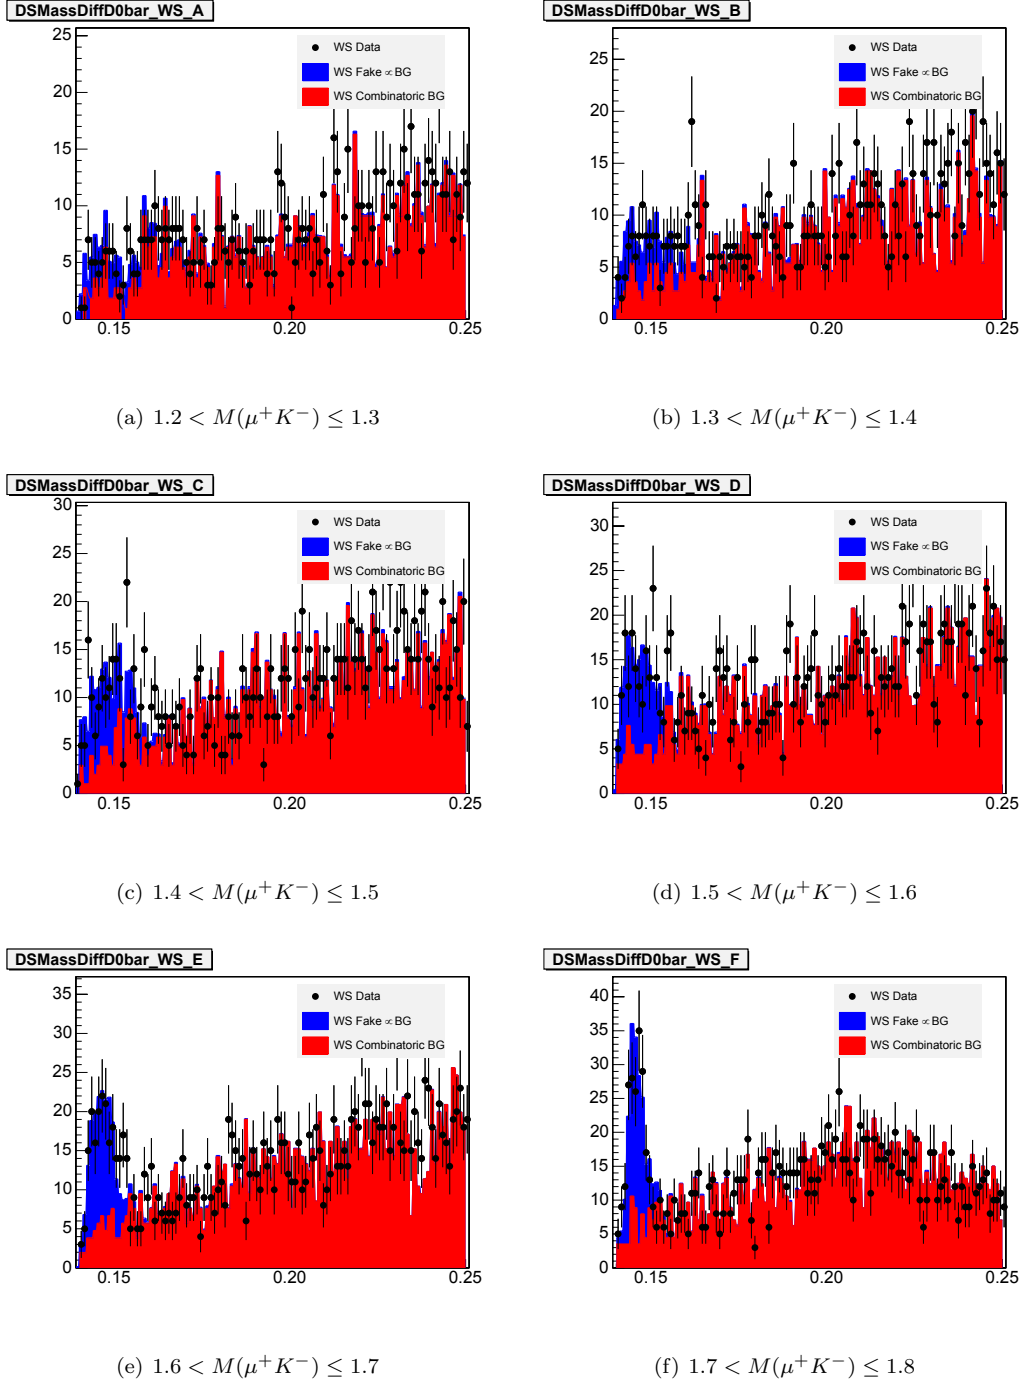 DSMassDiffD0bar_WS_A
25
20
15
10
5
0
0.15
0.20
0.25
WS Data
WS Fake ∝ BG
WS Combinatoric BG
(a) 1.2 < M(μ⁺K⁻) ≤ 1.3
DSMassDiffD0bar_WS_B
25
20
15
10
5
0
0.15
0.20
0.25
WS Data
WS Fake ∝ BG
WS Combinatoric BG
(b) 1.3 < M(μ⁺K⁻) ≤ 1.4
DSMassDiffD0bar_WS_C
30
25
20
15
10
5
0
0.15
0.20
0.25
WS Data
WS Fake ∝ BG
WS Combinatoric BG
(c) 1.4 < M(μ⁺K⁻) ≤ 1.5
DSMassDiffD0bar_WS_D
30
25
20
15
10
5
0
0.15
0.20
0.25
WS Data
WS Fake ∝ BG
WS Combinatoric BG
(d) 1.5 < M(μ⁺K⁻) ≤ 1.6
DSMassDiffD0bar_WS_E
35
30
25
20
15
10
5
0
0.15
0.20
0.25
WS Data
WS Fake ∝ BG
WS Combinatoric BG
(e) 1.6 < M(μ⁺K⁻) ≤ 1.7
DSMassDiffD0bar_WS_F
40
35
30
25
20
15
10
5
0
0.15
0.20
0.25
WS Data
WS Fake ∝ BG
WS Combinatoric BG
(f) 1.7 < M(μ⁺K⁻) ≤ 1.8